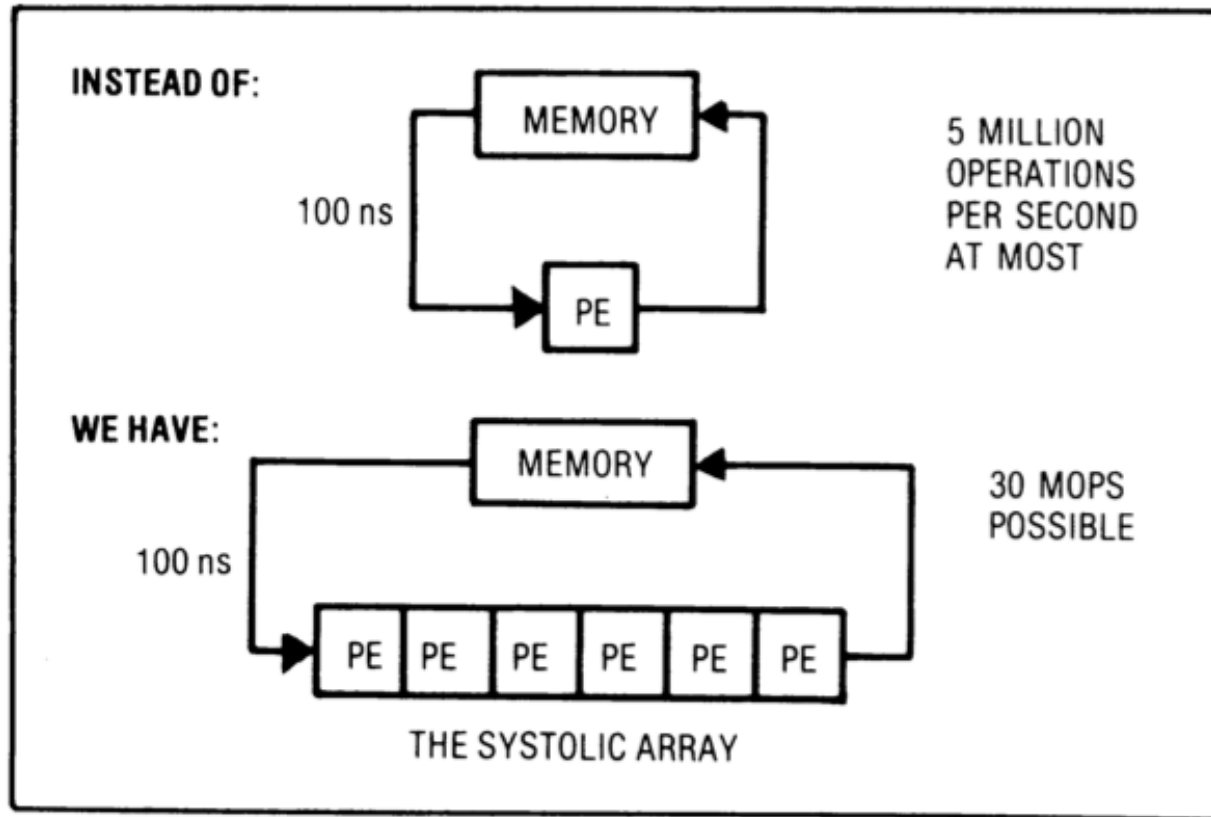 INSTEAD OF:
MEMORY
5 MILLION
OPERATIONS
PER SECOND
AT MOST
100 ns
PE
WE HAVE:
MEMORY
30 MOPS
POSSIBLE
100 ns
PE PE PE PE PE PE
THE SYSTOLIC ARRAY